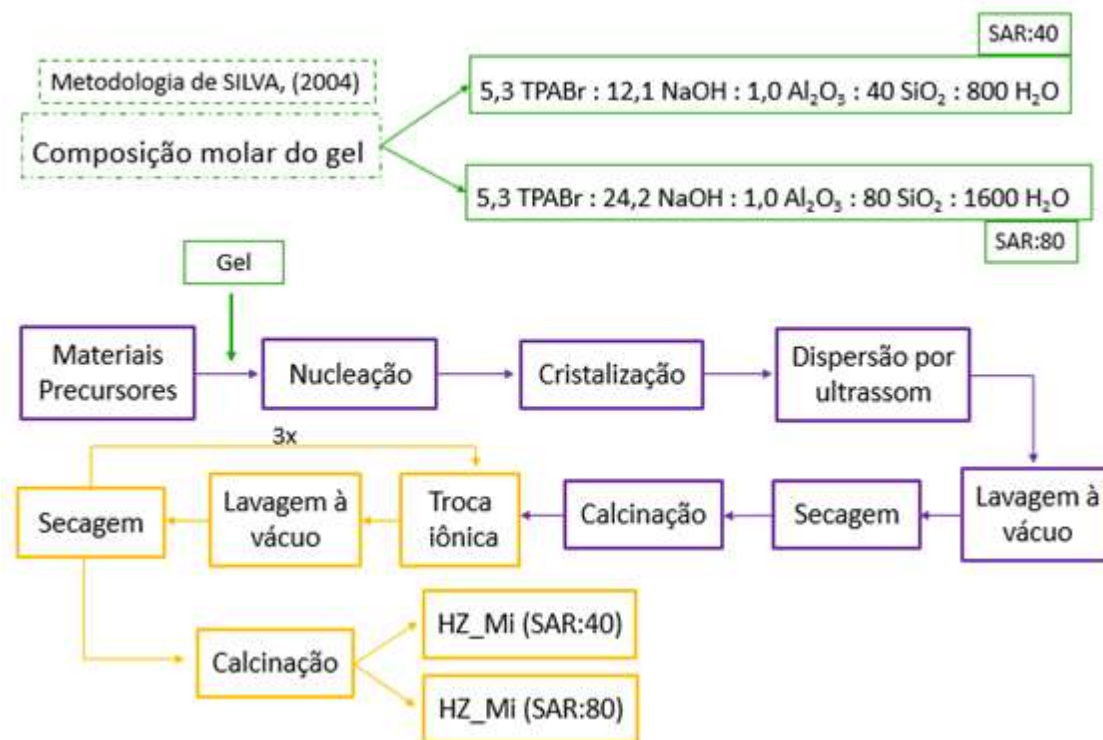 SAR:40
Metodologia de SILVA, (2004)
5,3 TPABr : 12,1 NaOH : 1,0 Al₂O₃ : 40 SiO₂ : 800 H₂O
Composição molar do gel
5,3 TPABr : 24,2 NaOH : 1,0 Al₂O₃ : 80 SiO₂ : 1600 H₂O
SAR:80
Gel
Materiais
Precursores
Nucleação
Cristalização
Dispersão por
ultrassom
3x
Secagem
Lavagem à
vácuo
Troca
iônica
Calcinação
Secagem
Lavagem à
vácuo
Calcinação
HZ_Mi (SAR:40)
HZ_Mi (SAR:80)